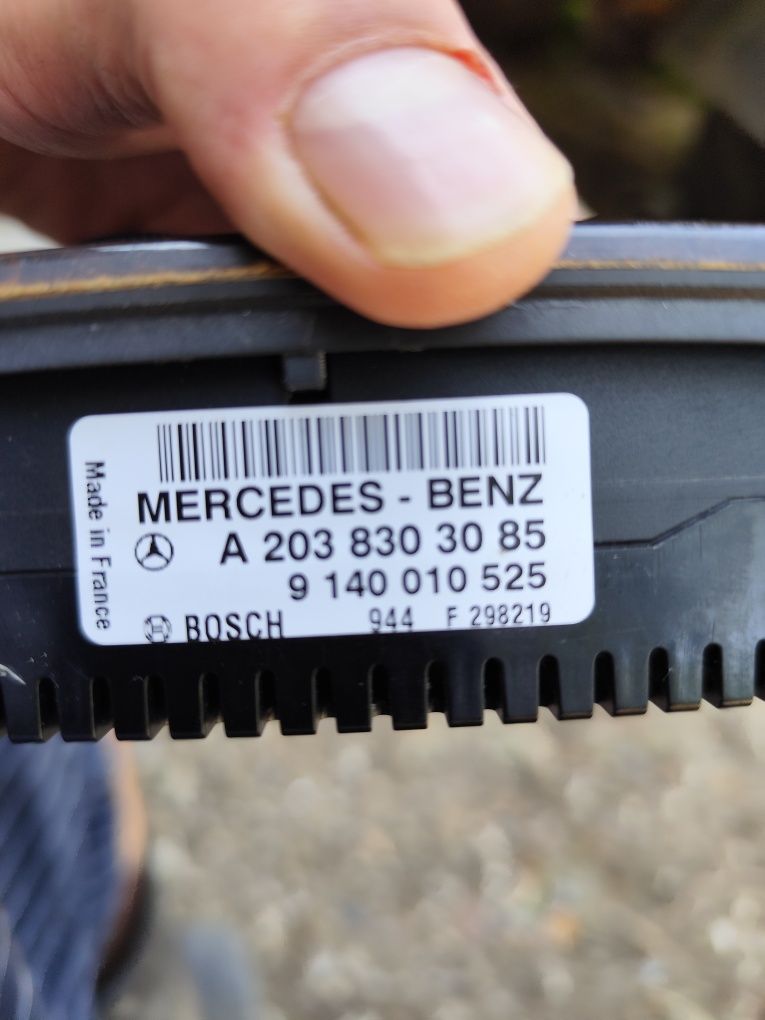 MERCEDES - BENZ
A 203 830 30 85
9 140 010 525
BOSCH 944 F 298219
Made in France